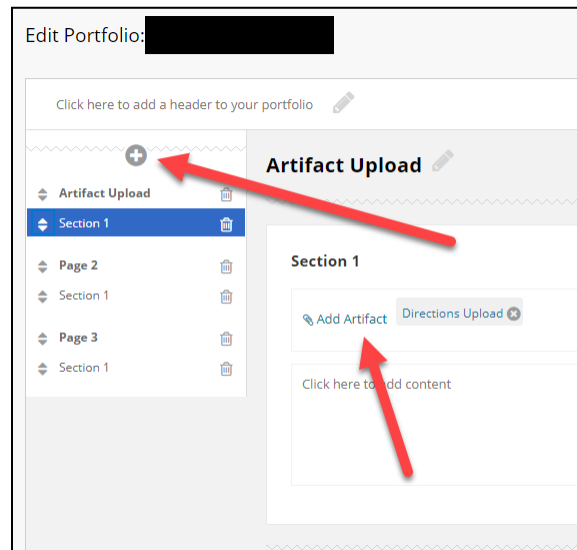 Edit Portfolio:
Click here to add a header to your portfolio
Artifact Upload
Section 1
Page 2
Section 1
Page 3
Section 1
Artifact Upload
Section 1
Add Artifact Directions Upload
Click here to add content